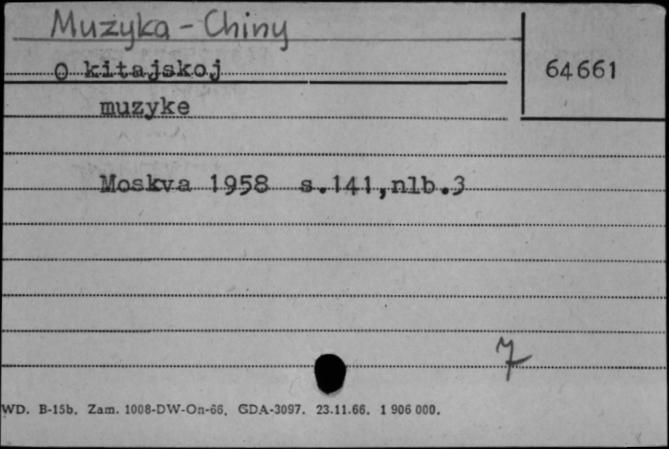 Muzyka - Chiny
64661
O kitajskoj
muzyke
Moskva 1958 s.141,nlb.3
7
WD. B-15b. Zam. 1008-DW-On-66. GDA-3097. 23.11.66. 1 906 000.